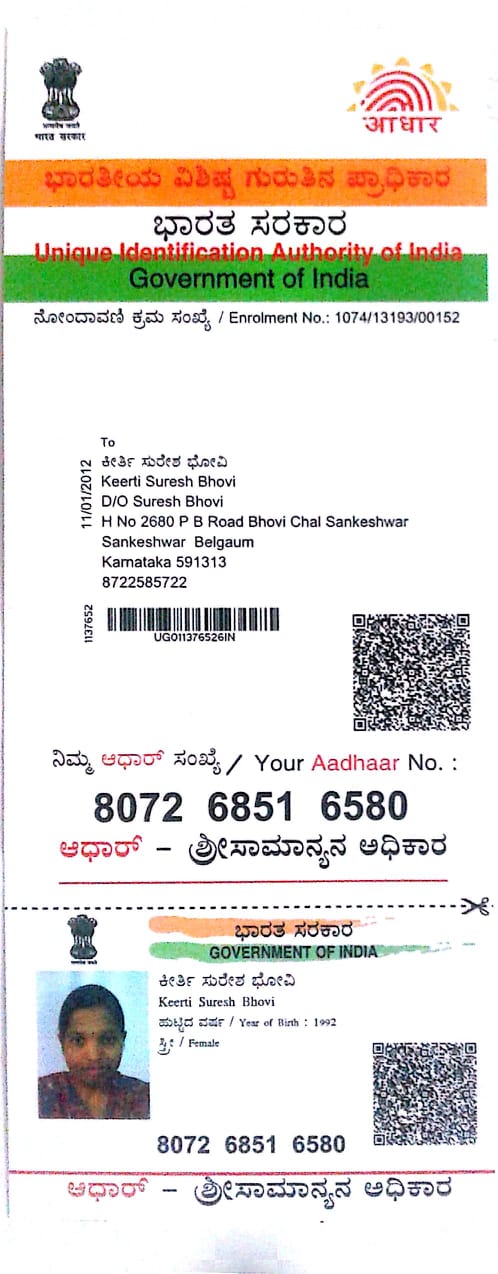 भारत सरकार
आधार
ಭಾರತೀಯ ವಿಶಿಷ್ಟ ಗುರುತಿನ ಪ್ರಾಧಿಕಾರ
ಭಾರತ ಸರಕಾರ
Unique Identification Authority of India
Government of India
ನೋಂದಾವಣಿ ಕ್ರಮ ಸಂಖ್ಯೆ / Enrolment No.: 1074/13193/00152
11/01/2012
To
ಕೀರ್ತಿ ಸುರೇಶ ಭೋವಿ
Keerti Suresh Bhovi
D/O Suresh Bhovi
H No 2680 P B Road Bhovi Chal Sankeshwar
Sankeshwar Belgaum
Karnataka 591313
8722585722
1137652
UG011376526IN
ನಿಮ್ಮ ಆಧಾರ್ ಸಂಖ್ಯೆ / Your Aadhaar No. :
8072 6851 6580
ಆಧಾರ್ – ಶ್ರೀಸಾಮಾನ್ಯನ ಅಧಿಕಾರ
ಭಾರತ ಸರಕಾರ
GOVERNMENT OF INDIA
ಕೀರ್ತಿ ಸುರೇಶ ಭೋವಿ
Keerti Suresh Bhovi
ಹುಟ್ಟಿದ ವರ್ಷ / Year of Birth : 1992
ಸ್ತ್ರೀ / Female
8072 6851 6580
ಆಧಾರ್ – ಶ್ರೀಸಾಮಾನ್ಯನ ಅಧಿಕಾರ